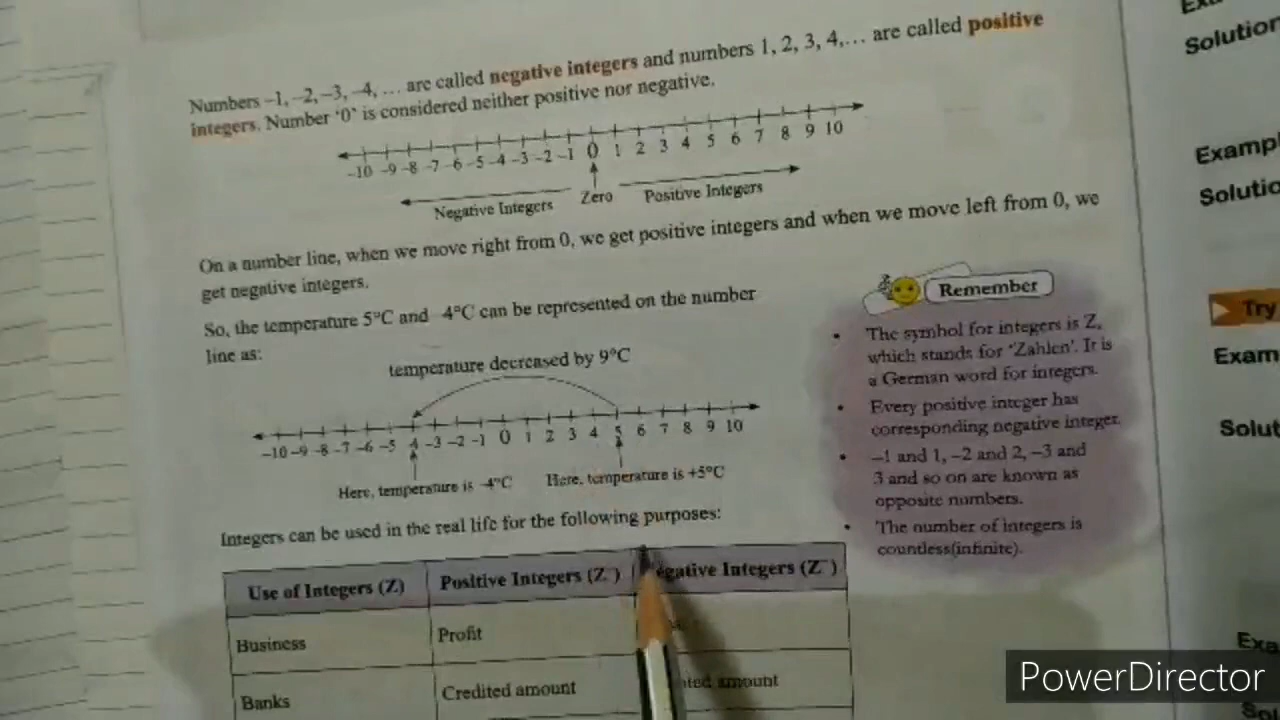 Numbers –1, –2, –3, –4, ... are called negative integers and numbers 1, 2, 3, 4,... are called positive
integers. Number '0' is considered neither positive nor negative.
-10 -9 -8 -7 -6 -5 -4 -3 -2 -1 0 1 2 3 4 5 6 7 8 9 10
Negative Integers Zero Positive Integers
On a number line, when we move right from 0, we get positive integers and when we move left from 0, we
get negative integers.
So, the temperature 5°C and -4°C can be represented on the number
line as:
temperature decreased by 9°C
-10 -9 -8 -7 -6 -5 -4 -3 -2 -1 0 1 2 3 4 5 6 7 8 9 10
Here, temperature is -4°C Here, temperature is +5°C
Integers can be used in the real life for the following purposes:
Use of Integers (Z) Positive Integers (Z ) egative Integers (Z⁻)
Business Profit
Banks Credited amount amount
Remember
• The symbol for integers is Z,
which stands for 'Zahlen'. It is
a German word for integers.
• Every positive integer has
corresponding negative integer.
• –1 and 1, –2 and 2, –3 and
3 and so on are known as
opposite numbers.
• The number of integers is
countless(infinite).
Solution
Examp
Solutio
Try
Exam
Solut
Exa
PowerDirector